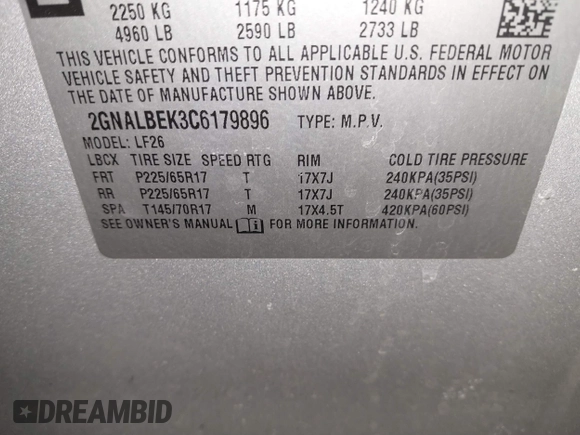 2250 KG 1175 KG 1240 KG
4960 LB 2590 LB 2733 LB
THIS VEHICLE CONFORMS TO ALL APPLICABLE U.S. FEDERAL MOTOR
VEHICLE SAFETY AND THEFT PREVENTION STANDARDS IN EFFECT ON
THE DATE OF MANUFACTURE SHOWN ABOVE.
2GNALBEK3C6179896 TYPE: M.P.V.
MODEL: LF26
LBCX TIRE SIZE SPEED RTG RIM COLD TIRE PRESSURE
FRT P225/65R17 T 17X7J 240KPA(35PSI)
RR P225/65R17 T 17X7J 240KPA(35PSI)
SPA T145/70R17 M 17X4.5T 420KPA(60PSI)
SEE OWNER'S MANUAL i FOR MORE INFORMATION.
DREAMBID